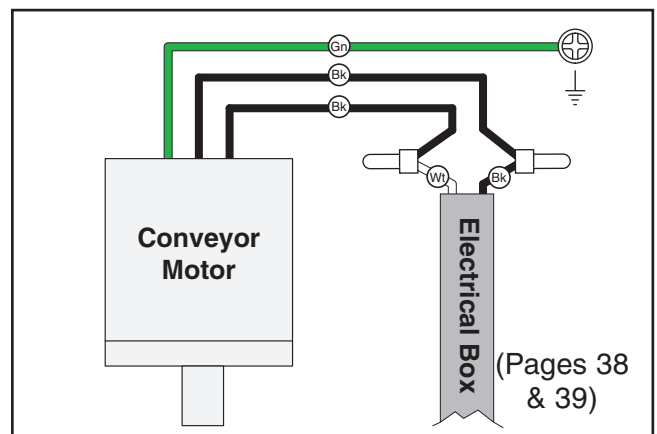 Gn
Bk
Bk
Wt
Bk
Conveyor
Motor
Electrical Box
(Pages 38
& 39)